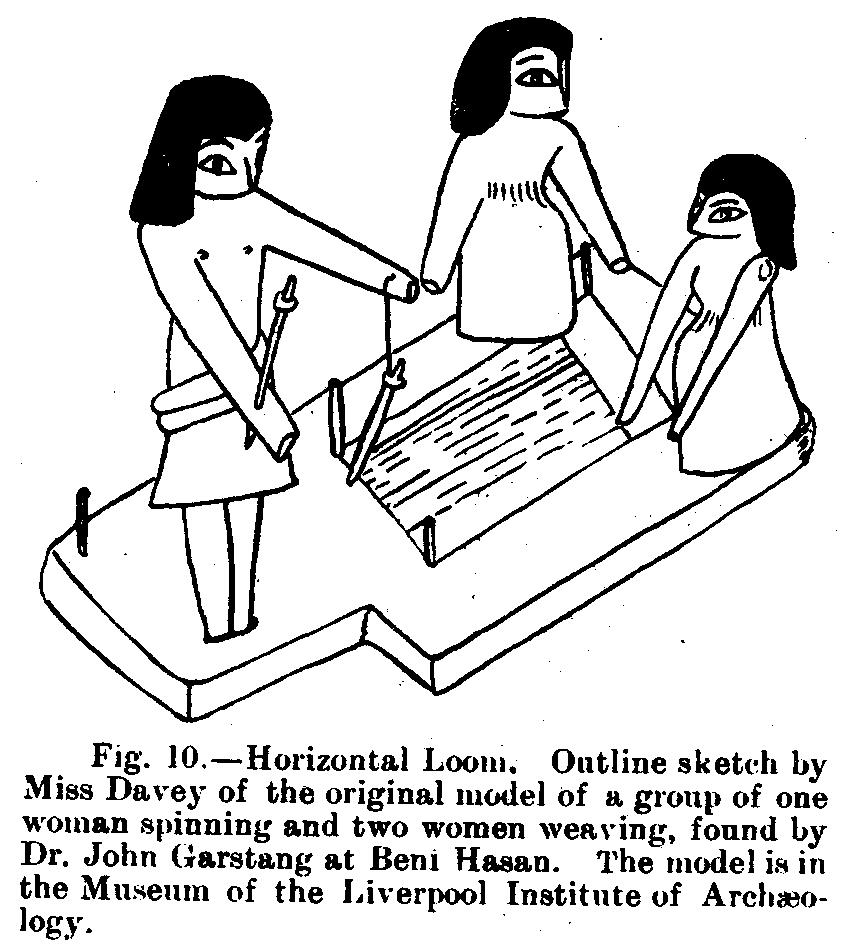 Fig. 10.—Horizontal Loom. Outline sketch by
Miss Davey of the original model of a group of one
woman spinning and two women weaving, found by
Dr. John Garstang at Beni Hasan. The model is in
the Museum of the Liverpool Institute of Archæo-
logy.